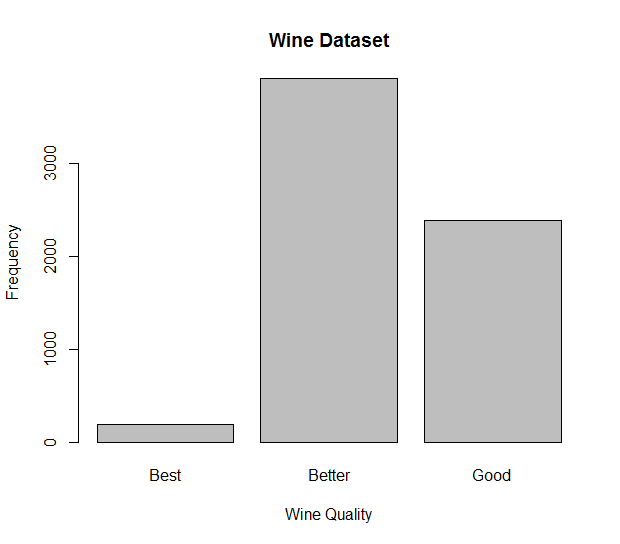 Wine Dataset
Frequency
3000
2000
1000
0
Best Better Good
Wine Quality